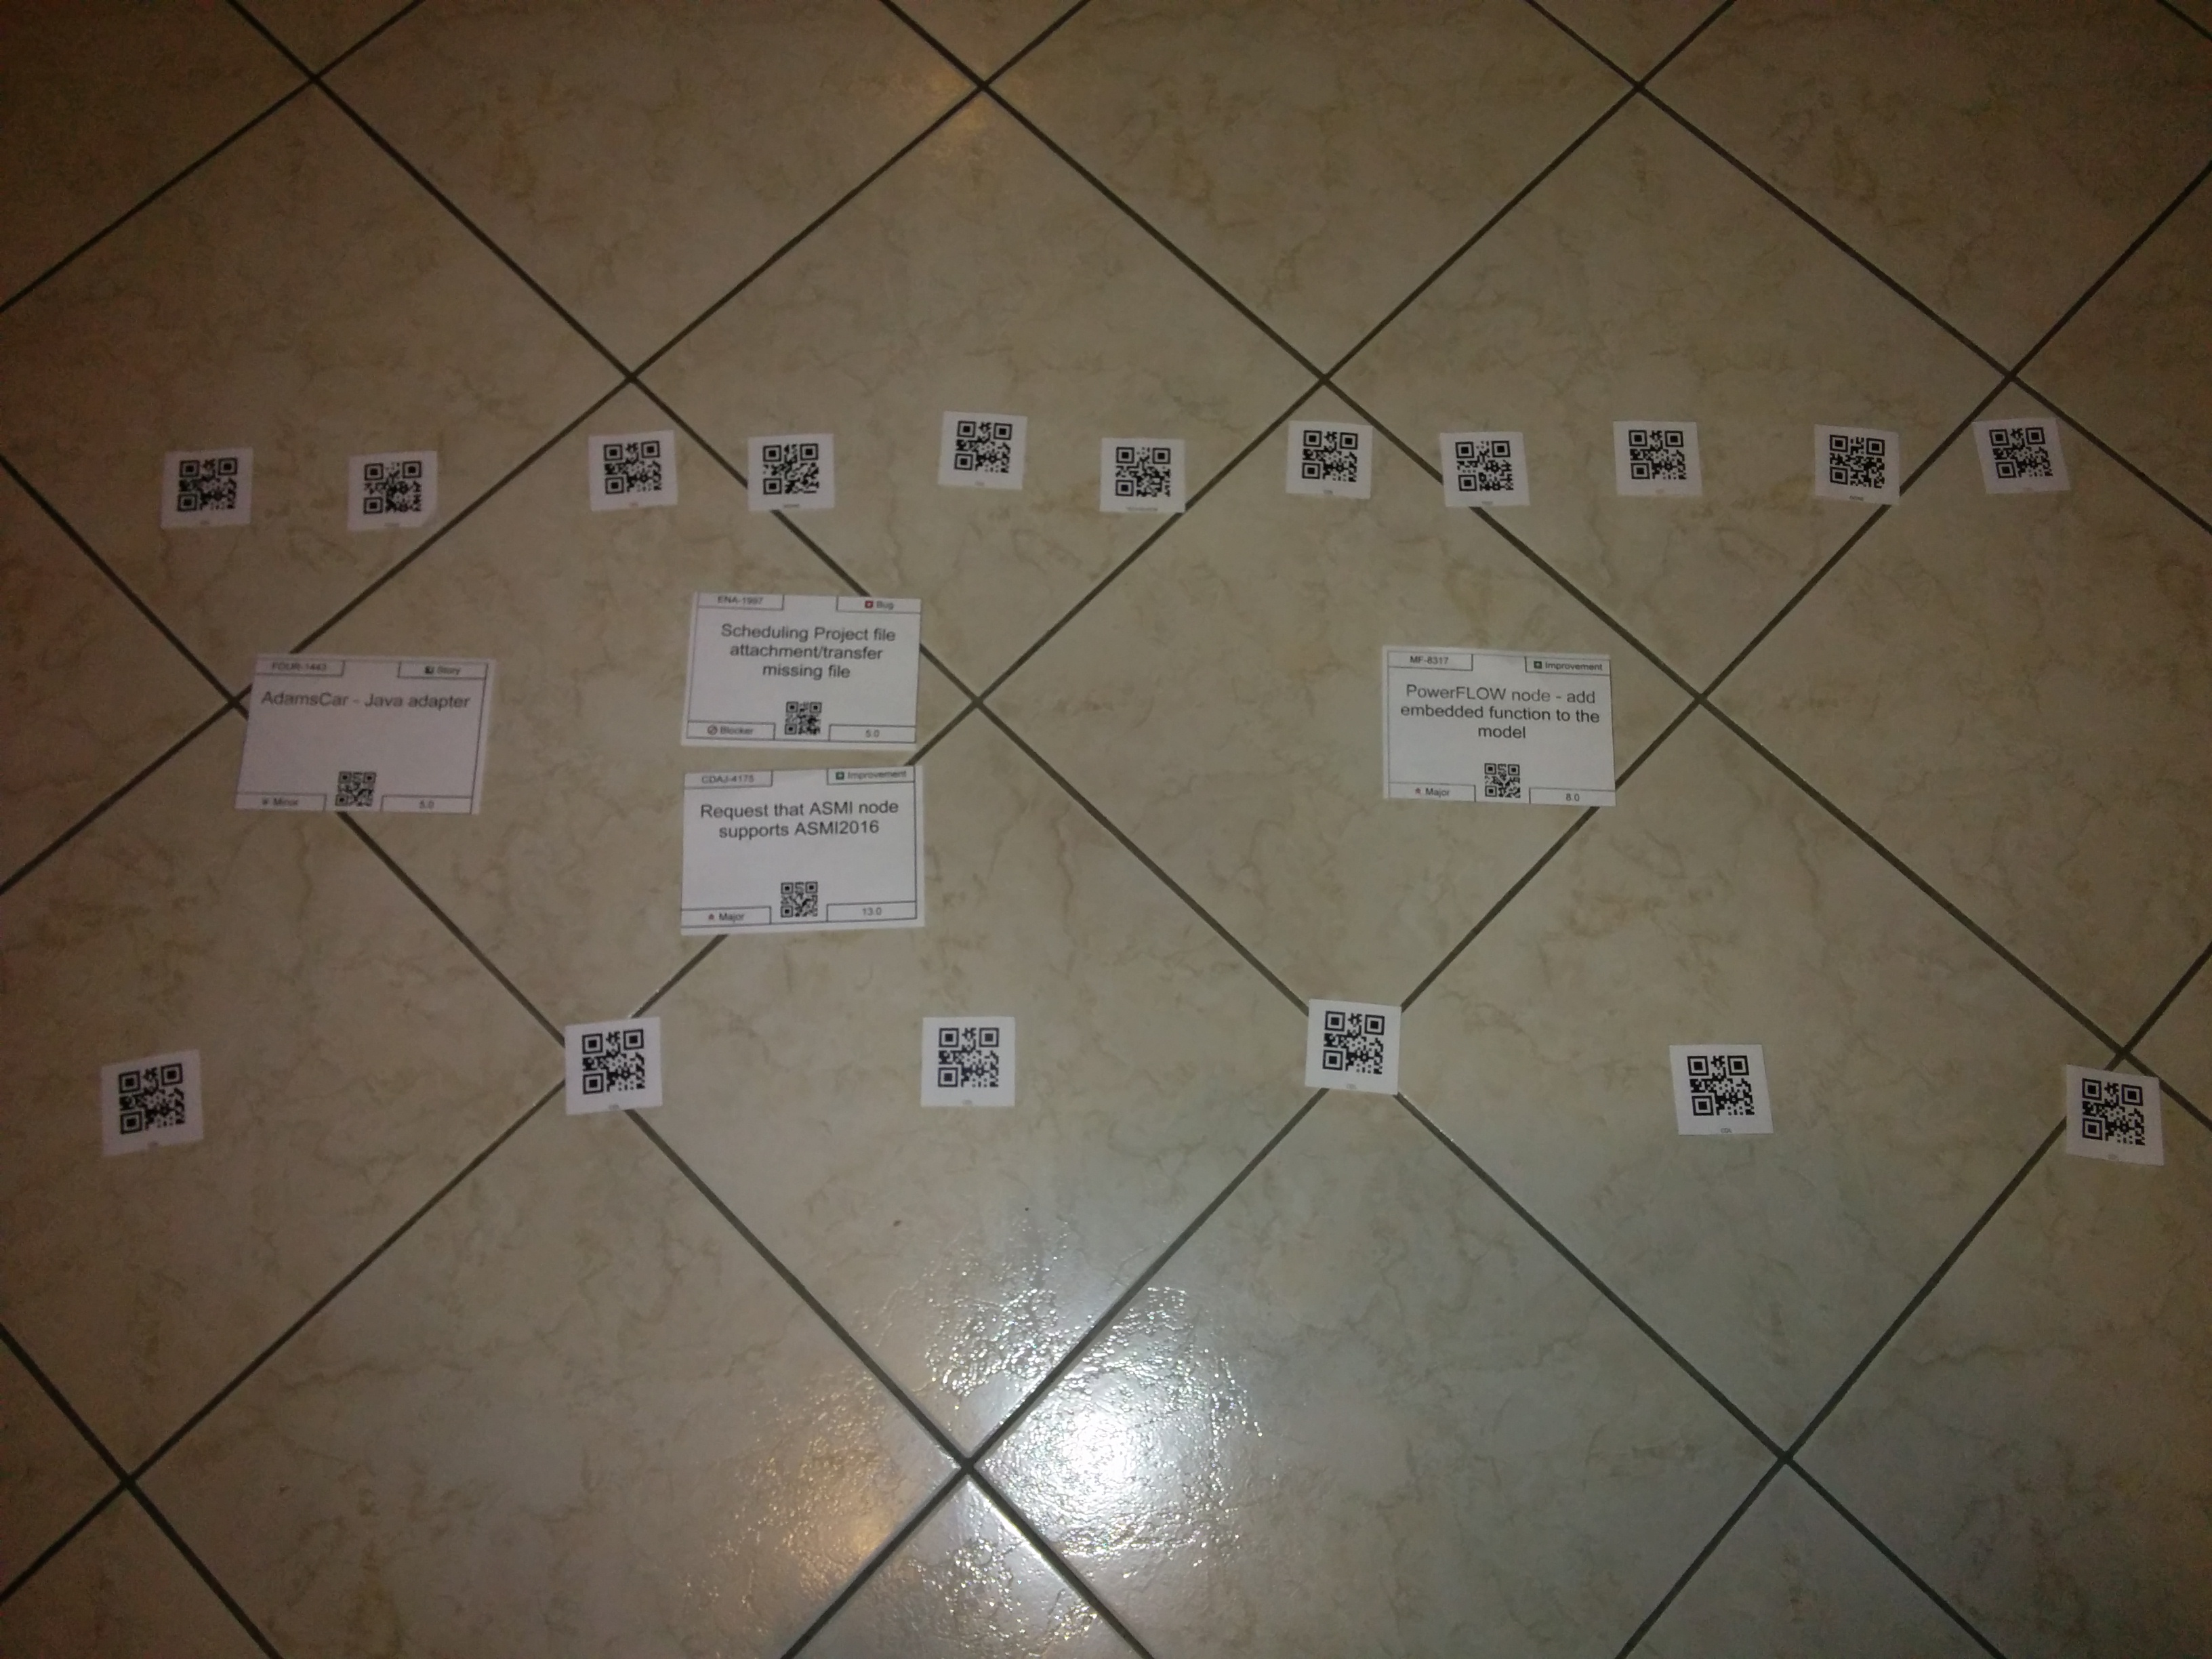 ENA-1997
Bug
Scheduling Project file
attachment/transfer
missing file
Blocker
5.0
FOUR-1443
Story
AdamsCar - Java adapter
Minor
5.0
MF-8317
Improvement
PowerFLOW node - add
embedded function to the
model
Major
8.0
CDAJ-4175
Improvement
Request that ASMI node
supports ASMI2016
Major
13.0